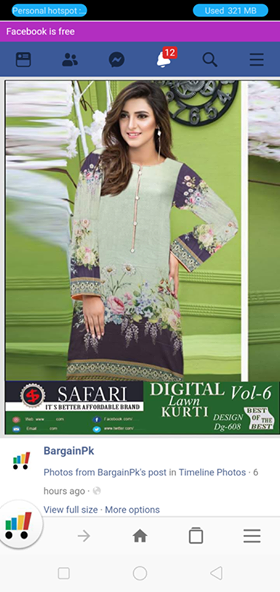 Personal hotspot :..
Used 321 MB
Facebook is free
12
SAFARI
IT'S BETTER AFFORDABLE BRAND
DIGITAL Vol-6
Lawn
KURTI
DESIGN
Dg-608
BEST
OF THE
BEST
BargainPk
Photos from BargainPk's post in Timeline Photos · 6
hours ago ·
View full size · More options